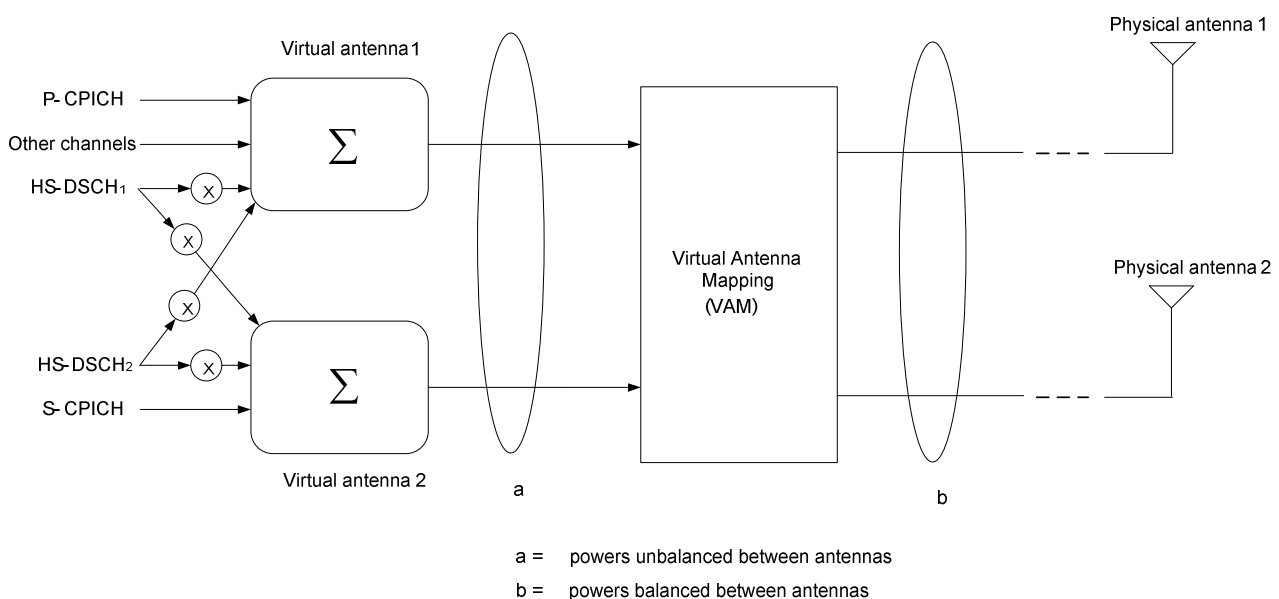 Physical antenna 1
Virtual antenna 1
P- CPICH
Σ
Other channels
HS-DSCH₁
X
X
Virtual Antenna
Mapping
(VAM)
Physical antenna 2
X
HS-DSCH₂
X
Σ
S- CPICH
Virtual antenna 2
a
b
a = powers unbalanced between antennas
b = powers balanced between antennas